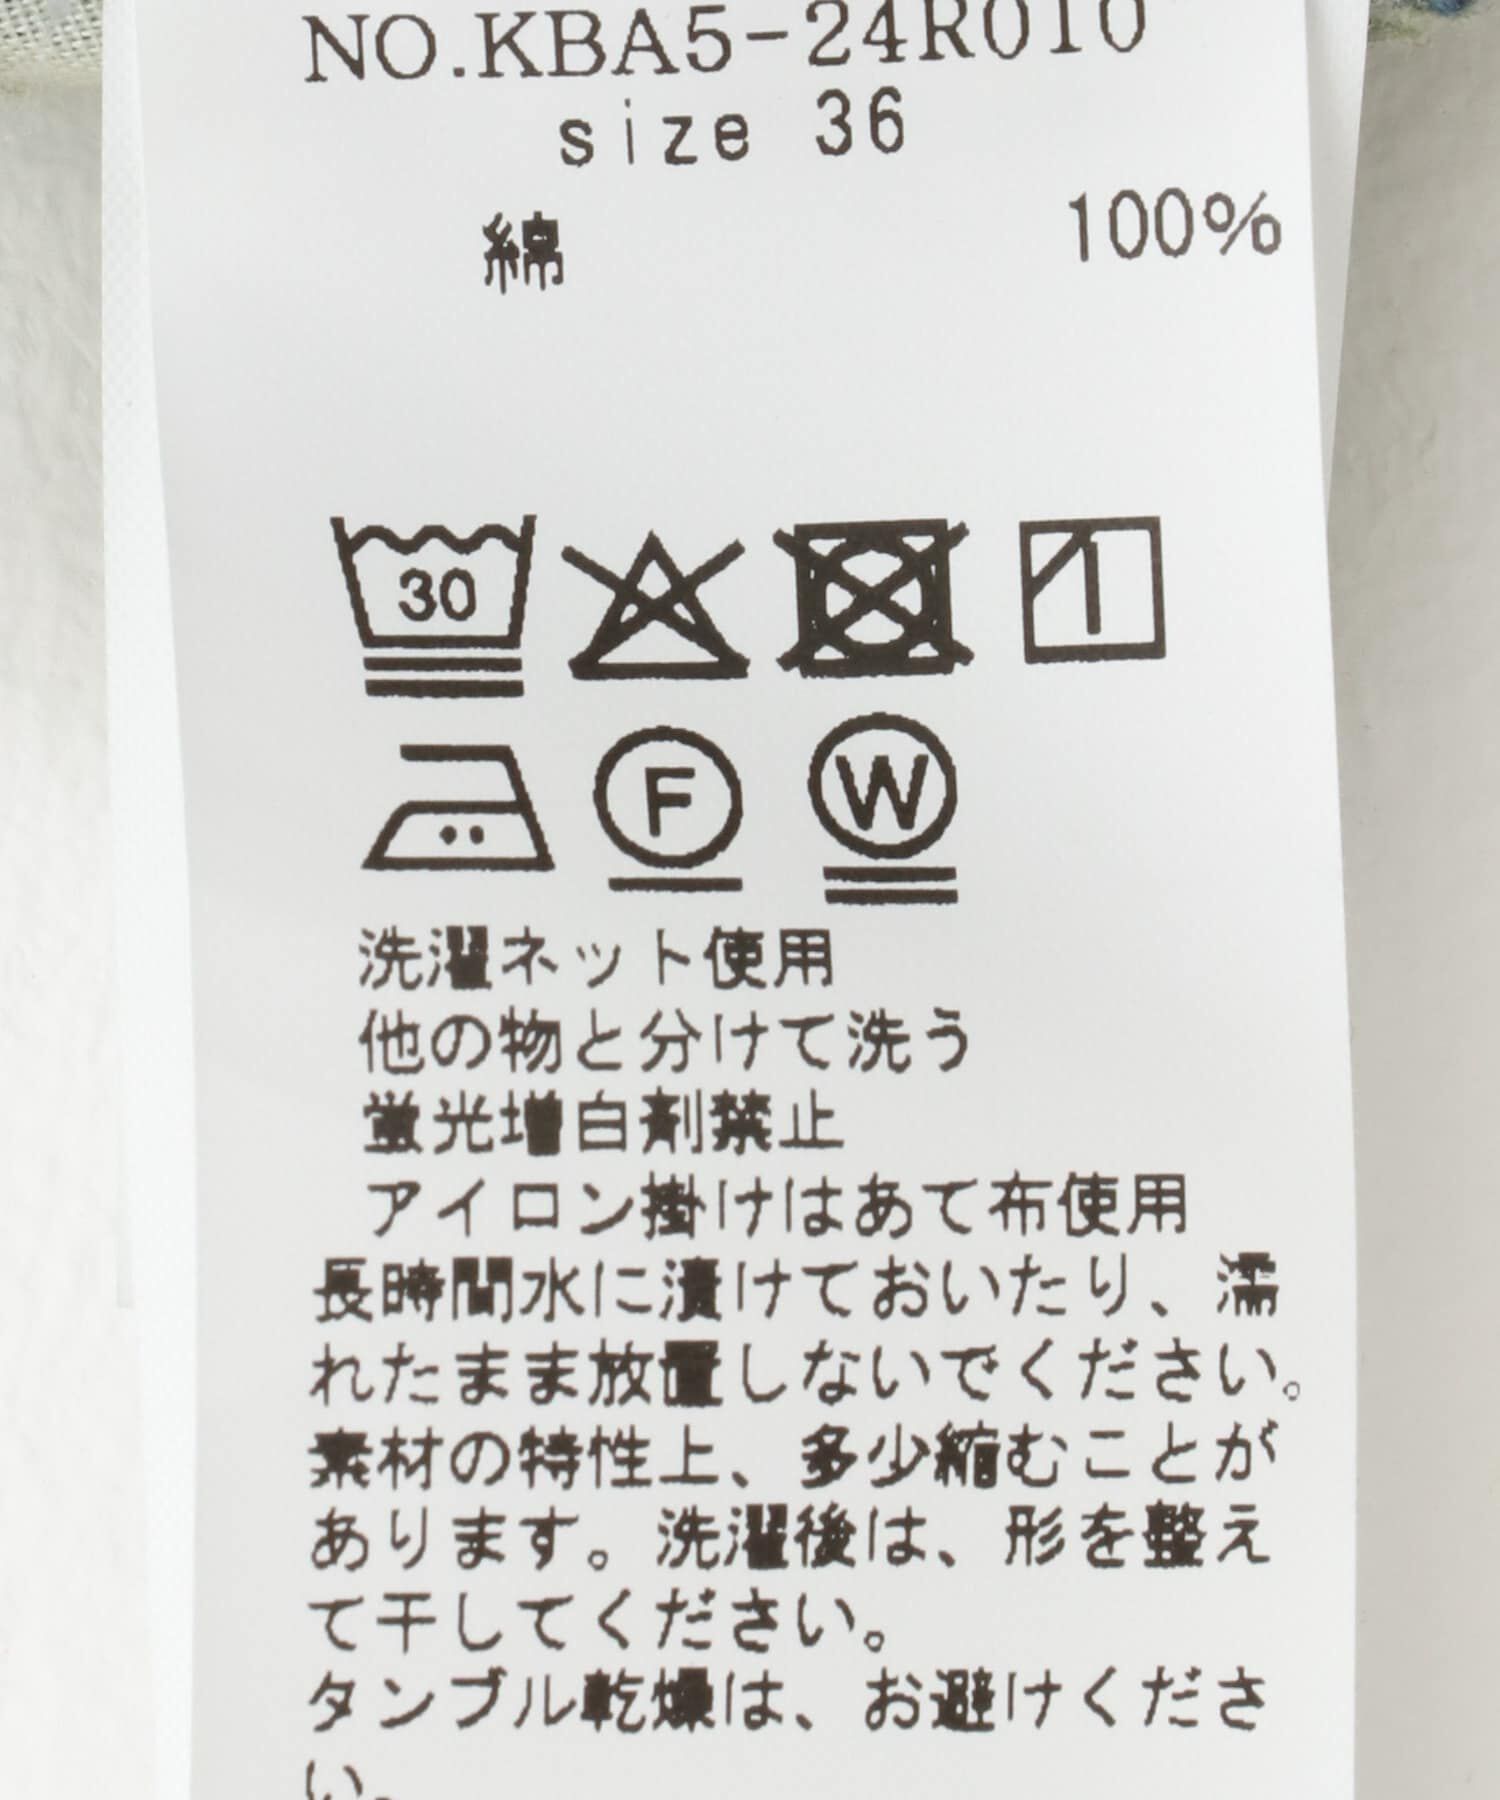 NO.KBA5-24R010
size 36
綿 100%
30
F W
洗濯ネット使用
他の物と分けて洗う
蛍光増白剤禁止
アイロン掛けはあて布使用
長時間水に漬けておいたり、濡
れたまま放置しないでください。
素材の特性上、多少縮むことが
あります。洗濯後は、形を整え
て干してください。
タンブル乾燥は、お避けくださ
い。